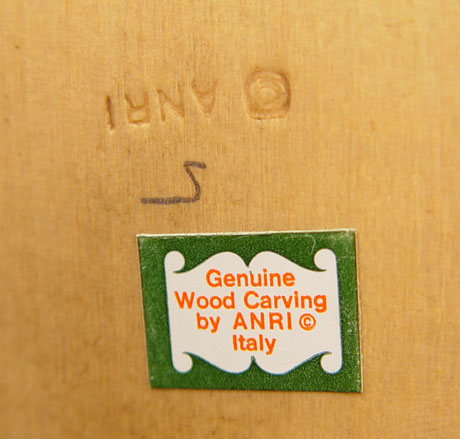 © ANRI
Genuine
Wood Carving
by ANRI ©
Italy